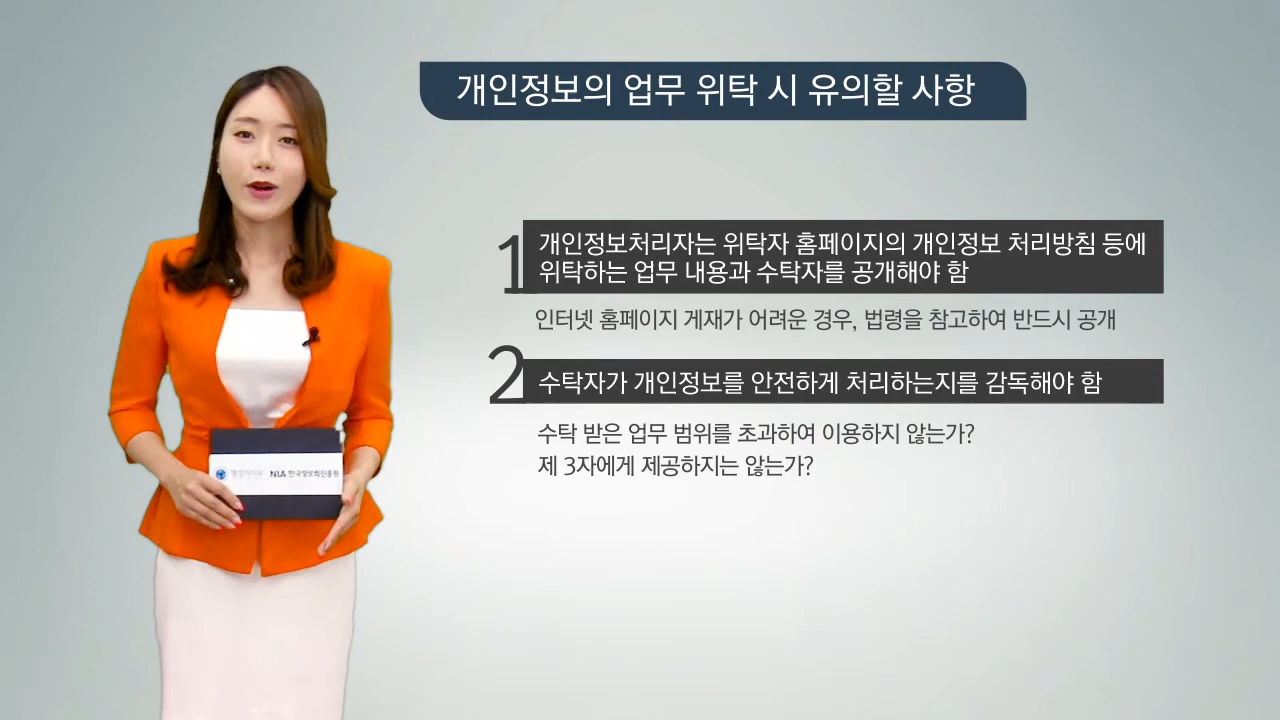 개인정보의 업무 위탁 시 유의할 사항
1
개인정보처리자는 위탁자 홈페이지의 개인정보 처리방침 등에
위탁하는 업무 내용과 수탁자를 공개해야 함
인터넷 홈페이지 게재가 어려운 경우, 법령을 참고하여 반드시 공개
2
수탁자가 개인정보를 안전하게 처리하는지를 감독해야 함
수탁 받은 업무 범위를 초과하여 이용하지 않는가?
제 3자에게 제공하지는 않는가?
행정자치부 NIA 한국정보화진흥원